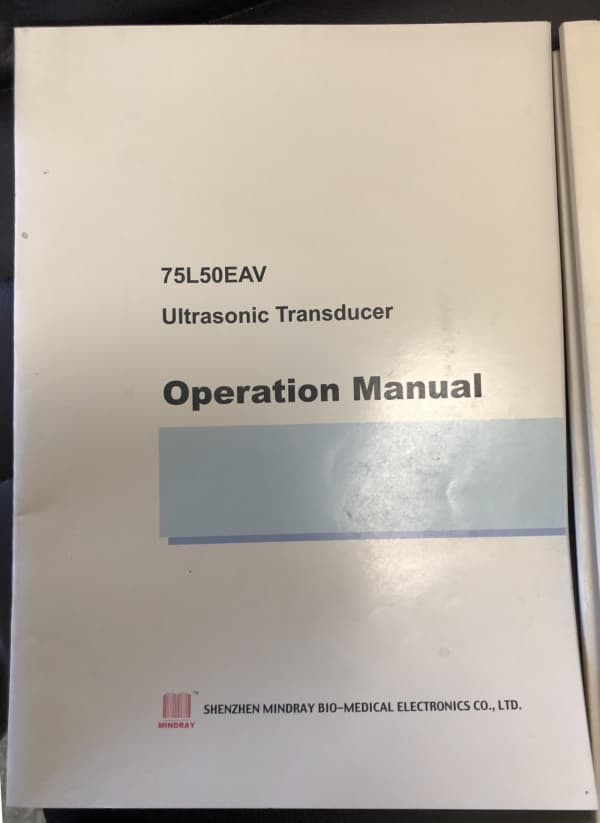 75L50EAV
Ultrasonic Transducer
Operation Manual
MINDRAY
SHENZHEN MINDRAY BIO-MEDICAL ELECTRONICS CO., LTD.